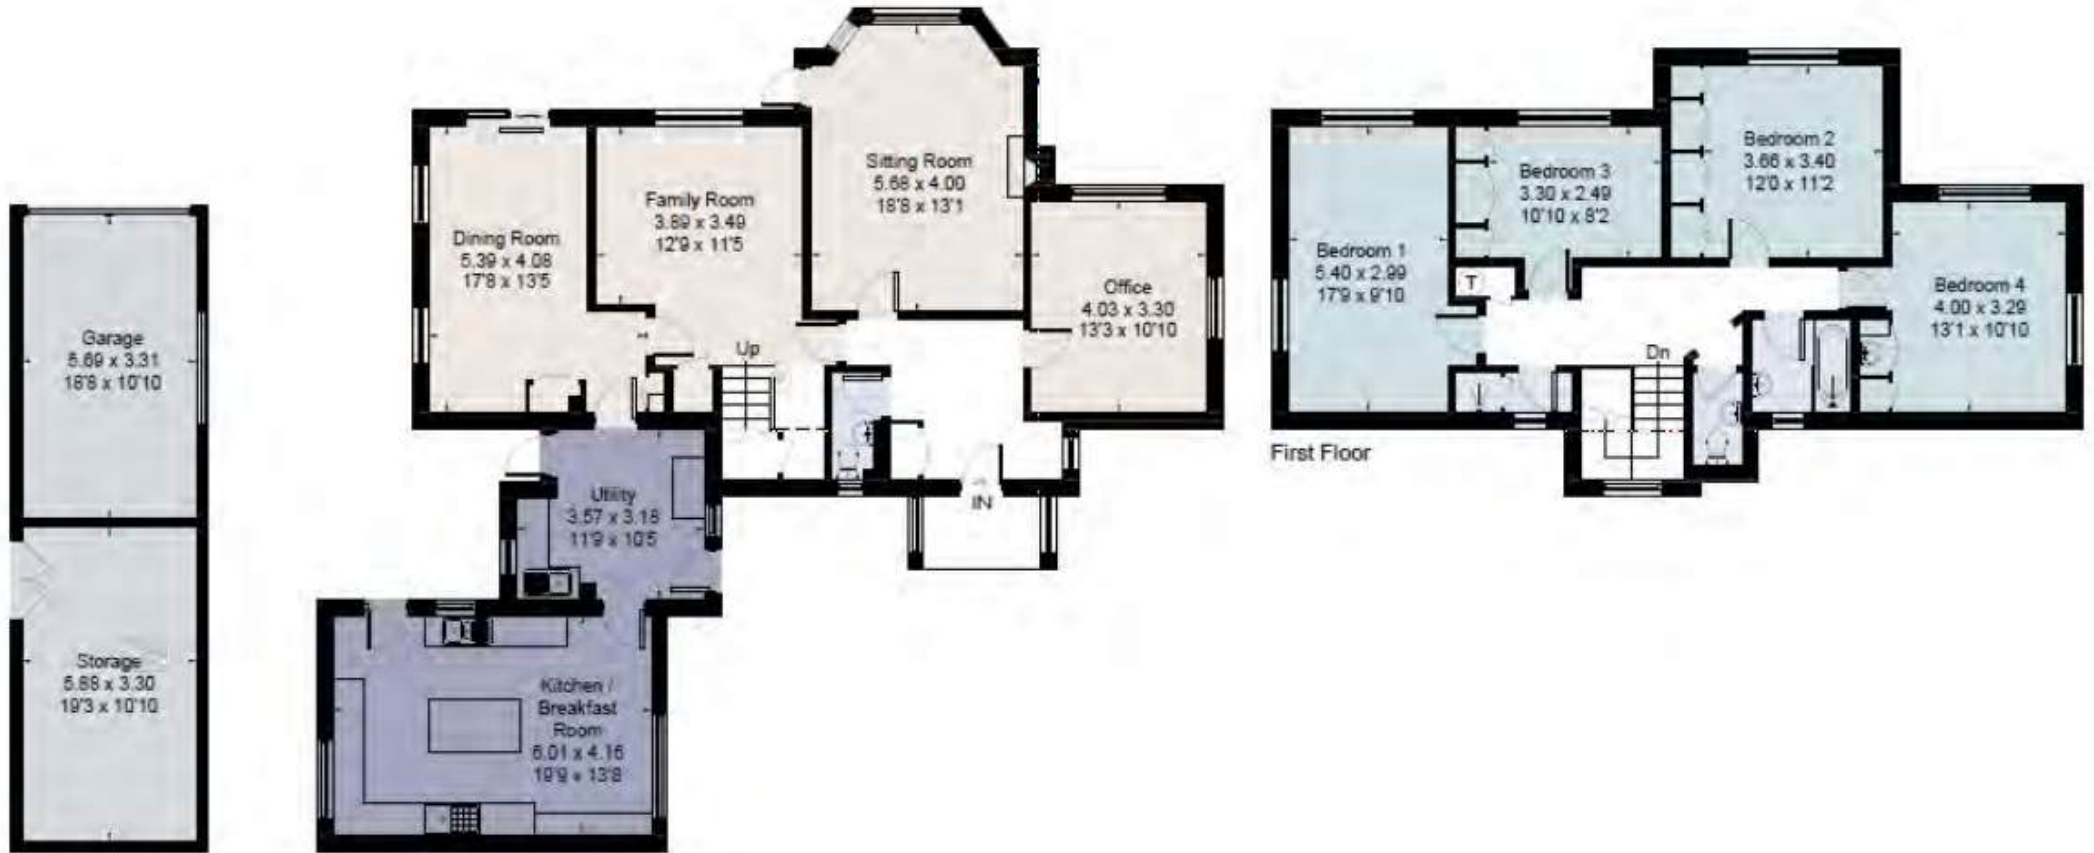 Garage
5.69 x 3.31
18'8 x 10'10
Storage
5.88 x 3.30
19'3 x 10'10
Dining Room
5.39 x 4.08
17'8 x 13'5
Family Room
3.89 x 3.49
12'9 x 11'5
Sitting Room
5.68 x 4.00
18'8 x 13'1
Office
4.03 x 3.30
13'3 x 10'10
Up
IN
Utility
3.57 x 3.18
11'9 x 10'5
Kitchen /
Breakfast
Room
6.01 x 4.16
19'9 x 13'8
Bedroom 1
5.40 x 2.99
17'9 x 9'10
Bedroom 3
3.30 x 2.49
10'10 x 8'2
Bedroom 2
3.66 x 3.40
12'0 x 11'2
Bedroom 4
4.00 x 3.29
13'1 x 10'10
T
Dn
First Floor